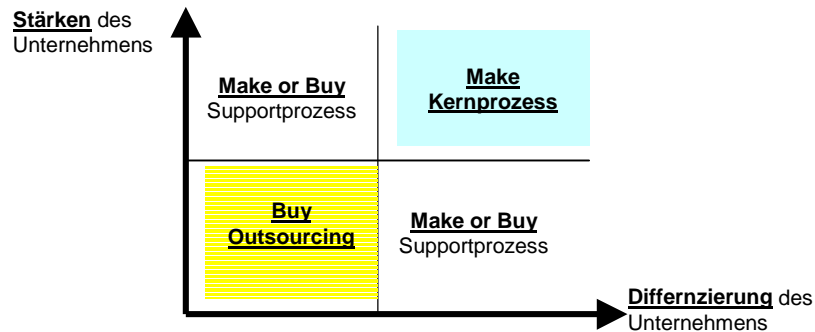 Stärken des
Unternehmens
Make or Buy
Supportprozess
Make
Kernprozess
Buy
Outsourcing
Make or Buy
Supportprozess
Differnzierung des
Unternehmens